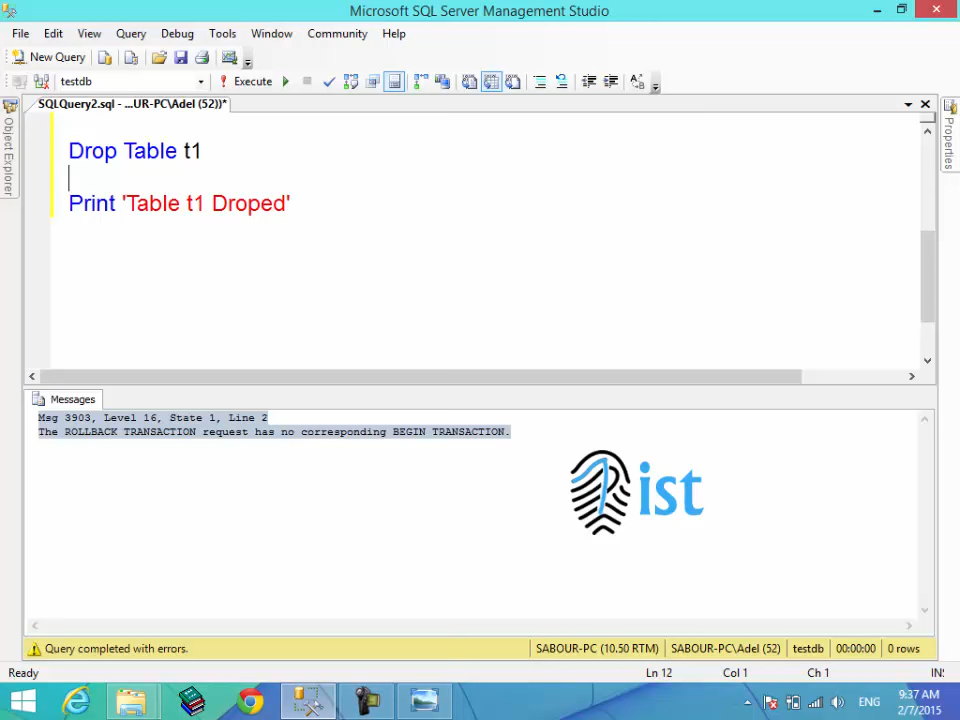 Microsoft SQL Server Management Studio
File Edit View Query Debug Tools Window Community Help
New Query
testdb Execute
SQLQuery2.sql - ...UR-PC\Adel (52))*
Object Explorer
Properties
Drop Table t1
Print 'Table t1 Droped'
Messages
Msg 3903, Level 16, State 1, Line 2
The ROLLBACK TRANSACTION request has no corresponding BEGIN TRANSACTION.
ist
Query completed with errors. SABOUR-PC (10.50 RTM) SABOUR-PC\Adel (52) testdb 00:00:00 0 rows
Ready Ln 12 Col 1 Ch 1 IN
ENG 9:37 AM
2/7/2015